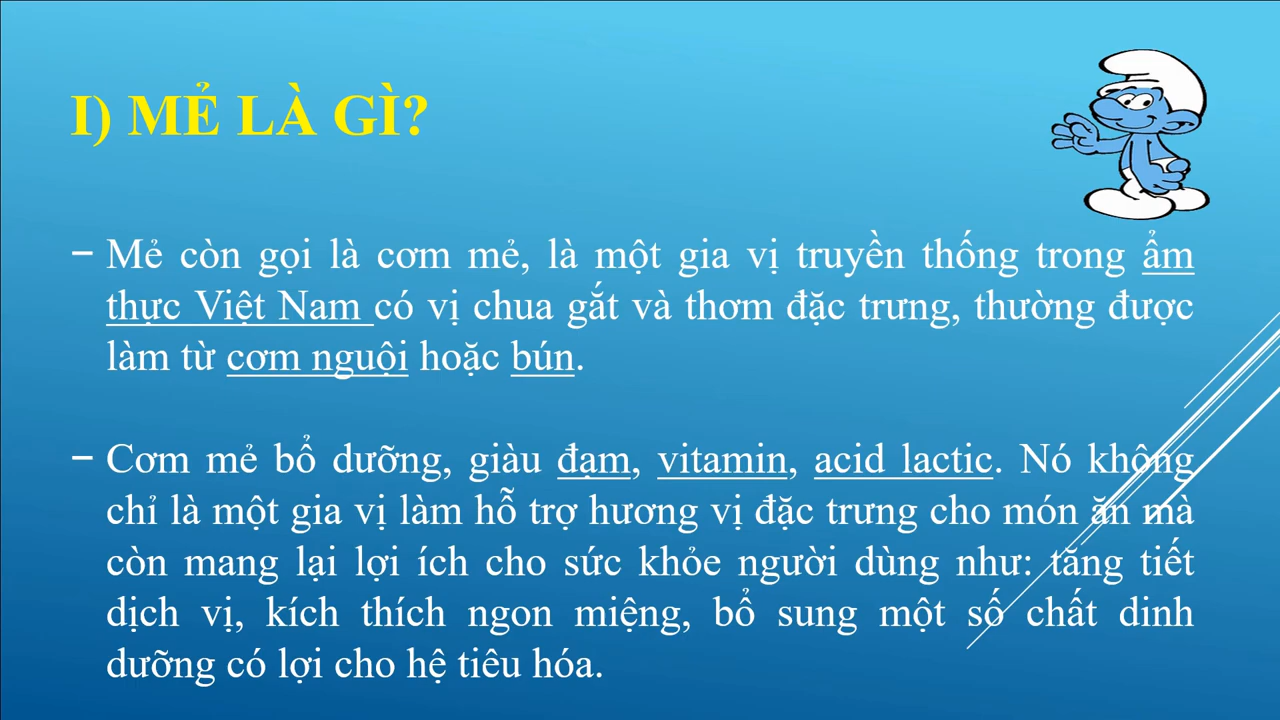 I) MẺ LÀ GÌ?
– Mẻ còn gọi là cơm mẻ, là một gia vị truyền thống trong ẩm
thực Việt Nam có vị chua gắt và thơm đặc trưng, thường được
làm từ cơm nguội hoặc bún.
– Cơm mẻ bổ dưỡng, giàu đạm, vitamin, acid lactic. Nó không
chỉ là một gia vị làm hỗ trợ hương vị đặc trưng cho món ăn mà
còn mang lại lợi ích cho sức khỏe người dùng như: tăng tiết
dịch vị, kích thích ngon miệng, bổ sung một số chất dinh
dưỡng có lợi cho hệ tiêu hóa.